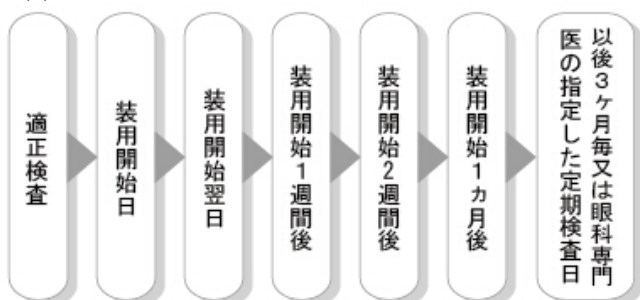 適正検査
装用開始日
装用開始翌日
装用開始1週間後
装用開始2週間後
装用開始1カ月後
以後3ヶ月毎又は眼科専門
医の指定した定期検査日